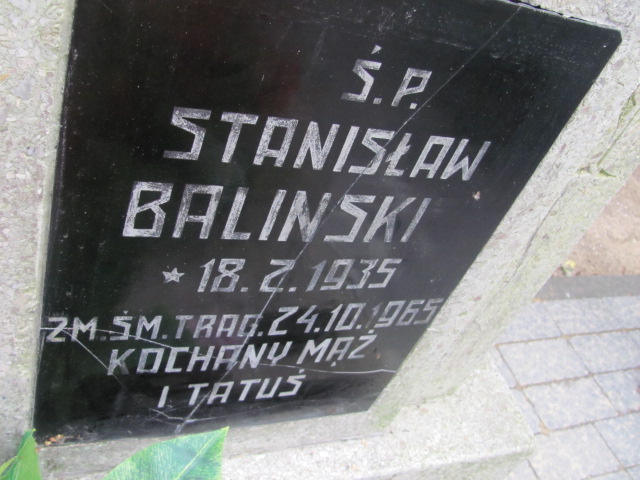 Ś.P.
STANISŁAW
BALINSKI
* 18.2.1935
ZM.ŚM.TRAG.24.10.1965
KOCHANY MĄŻ
I TATUŚ